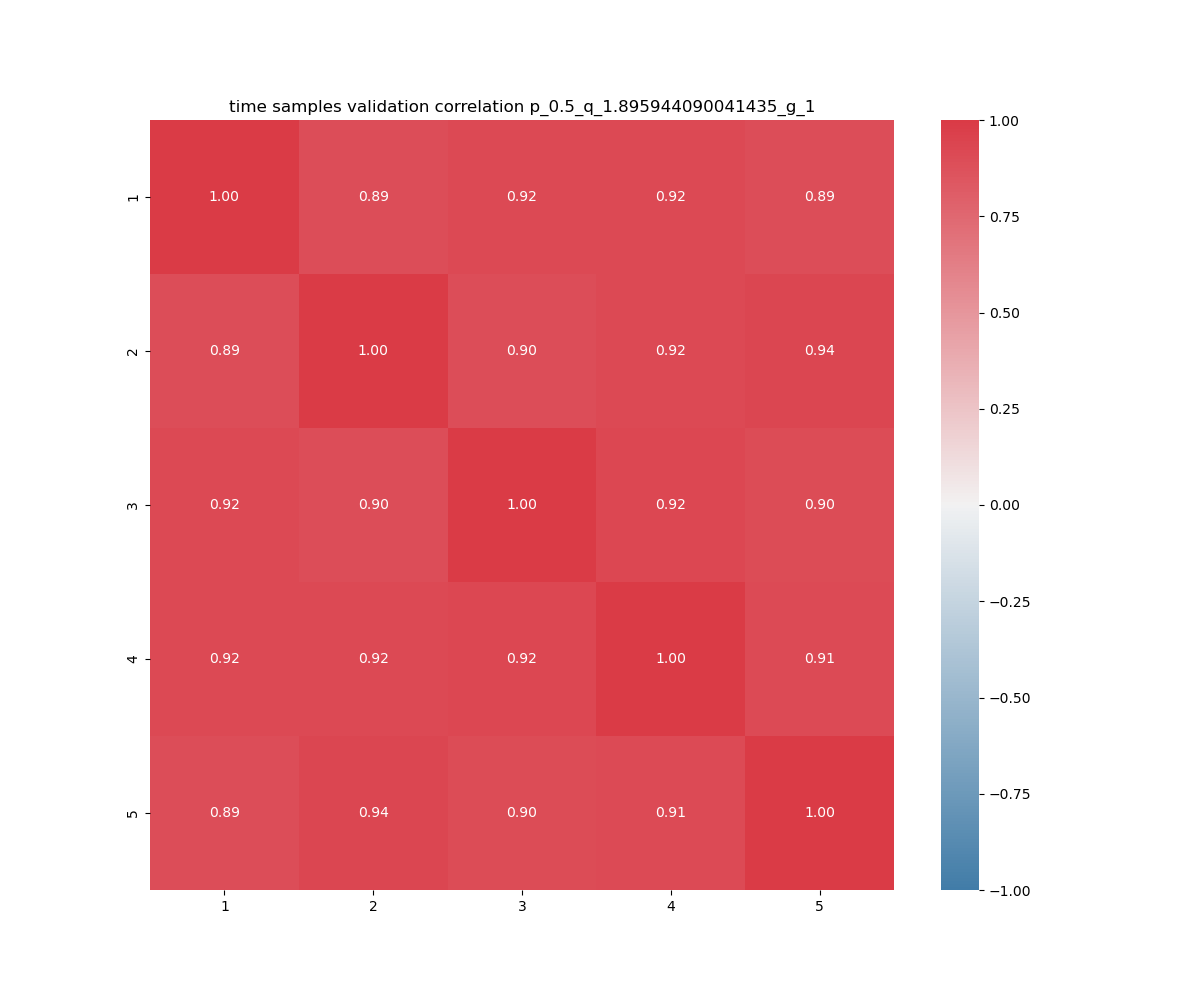 time samples validation correlation p_0.5_q_1.895944090041435_g_1
1 1.00 0.89 0.92 0.92 0.89
2 0.89 1.00 0.90 0.92 0.94
3 0.92 0.90 1.00 0.92 0.90
4 0.92 0.92 0.92 1.00 0.91
5 0.89 0.94 0.90 0.91 1.00
1 2 3 4 5
1.00
0.75
0.50
0.25
0.00
−0.25
−0.50
−0.75
−1.00